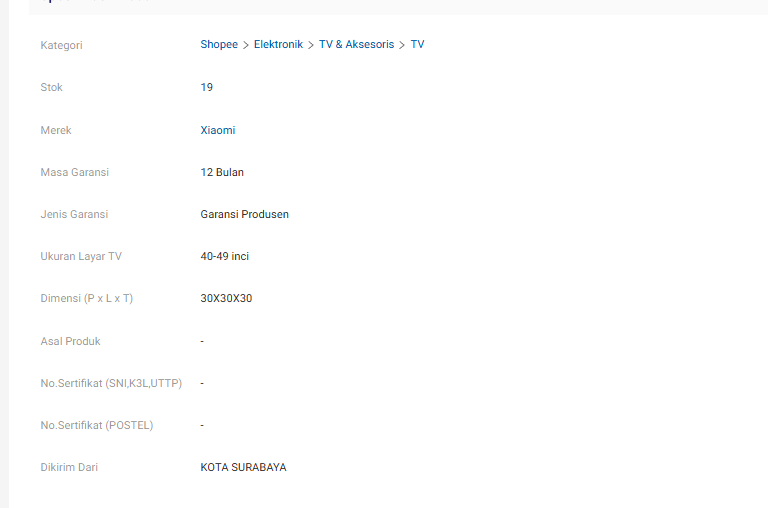 Kategori Shopee > Elektronik > TV & Aksesoris > TV
Stok 19
Merek Xiaomi
Masa Garansi 12 Bulan
Jenis Garansi Garansi Produsen
Ukuran Layar TV 40-49 inci
Dimensi (P x L x T) 30X30X30
Asal Produk -
No.Sertifikat (SNI,K3L,UTTP) -
No.Sertifikat (POSTEL) -
Dikirim Dari KOTA SURABAYA